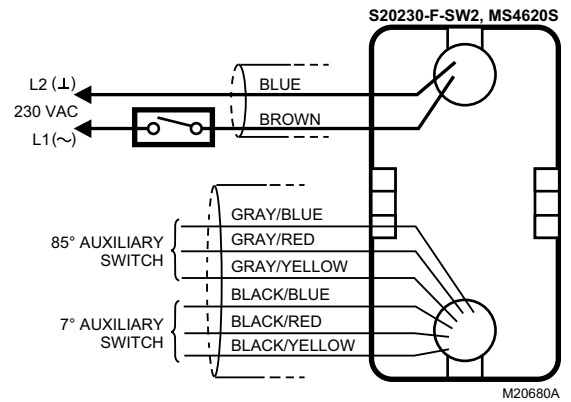 S20230-F-SW2, MS4620S
L2 (⊥)
BLUE
230 VAC
BROWN
L1(~)
GRAY/BLUE
85° AUXILIARY
SWITCH
GRAY/RED
GRAY/YELLOW
BLACK/BLUE
7° AUXILIARY
SWITCH
BLACK/RED
BLACK/YELLOW
M20680A